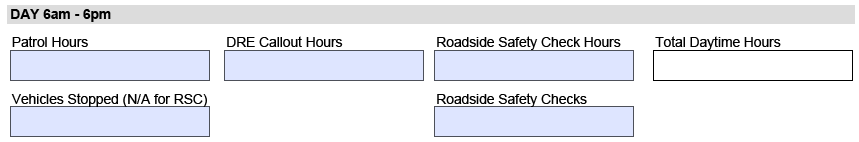 DAY 6am - 6pm
Patrol Hours DRE Callout Hours Roadside Safety Check Hours Total Daytime Hours
Vehicles Stopped (N/A for RSC) Roadside Safety Checks